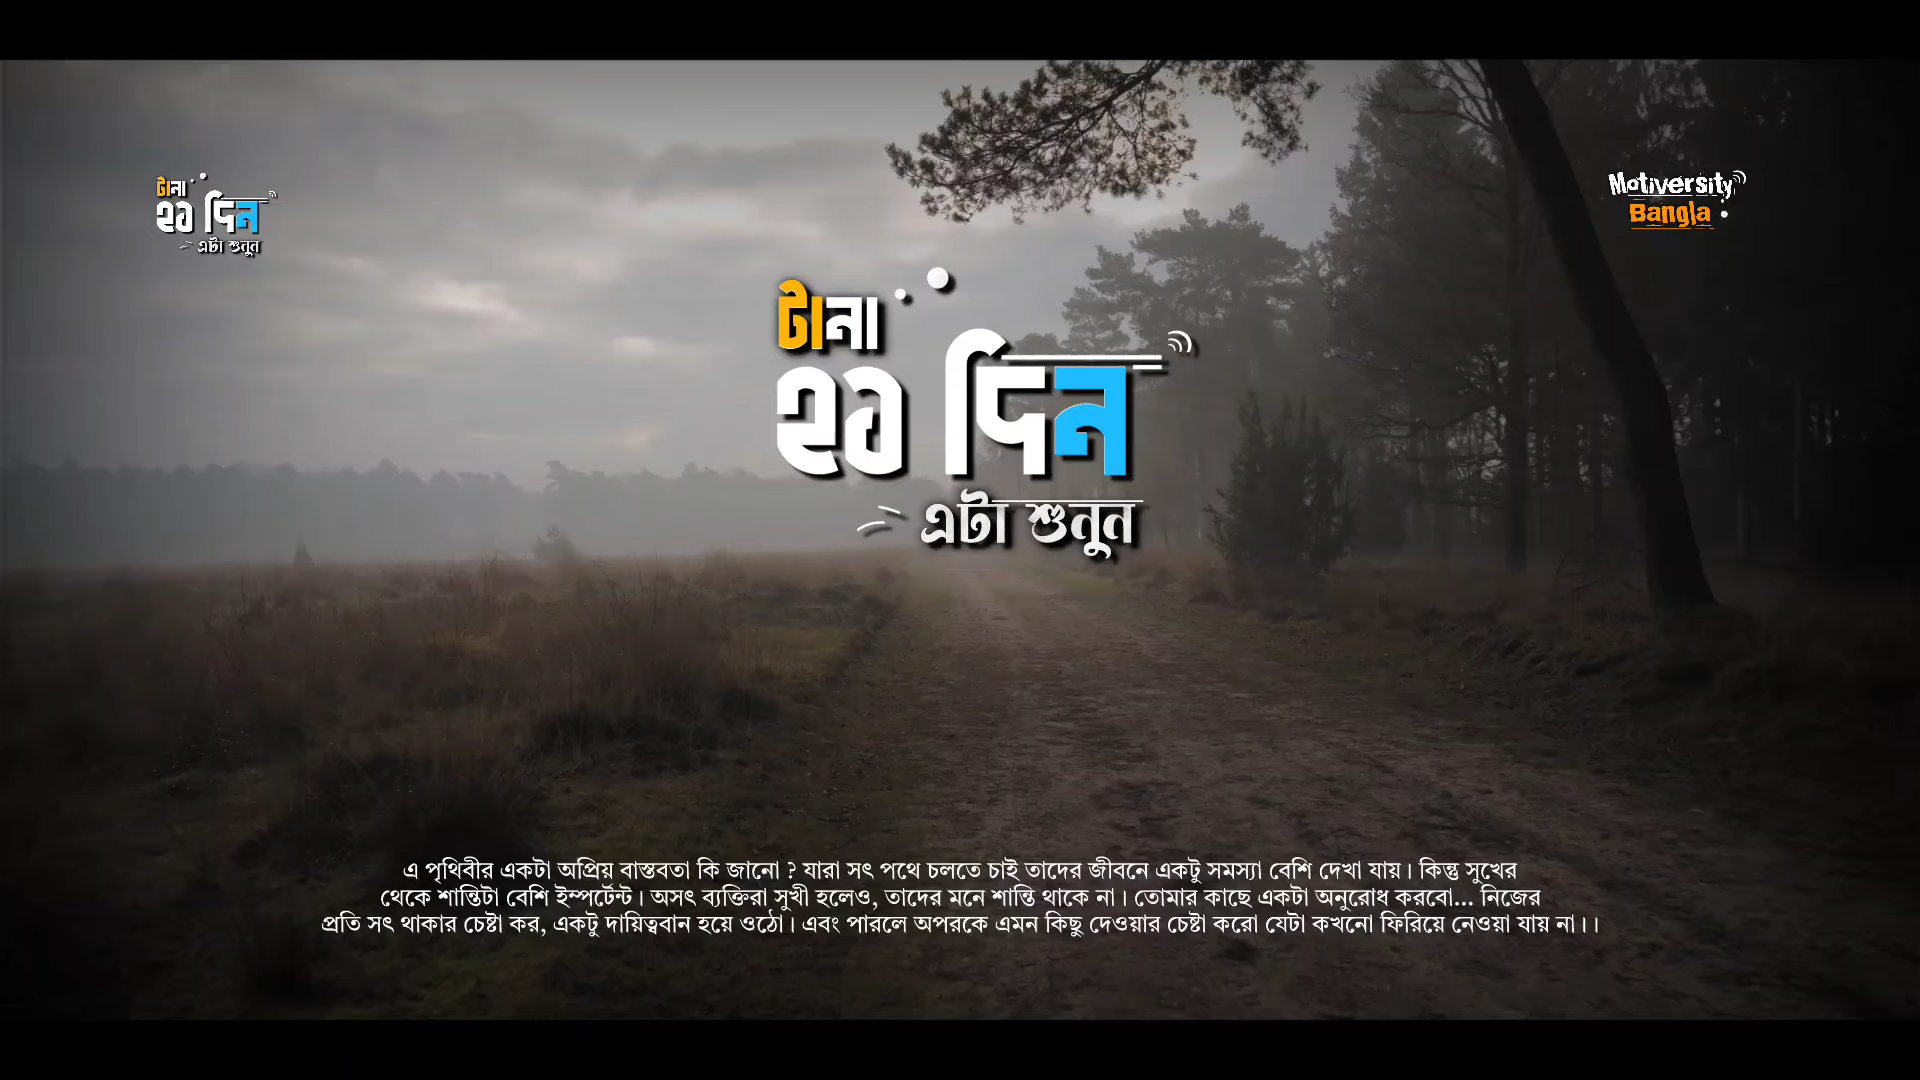 টানা
২১ দিন
এটা শুনুন
Motiversity
Bangla
টানা
২১ দিন
এটা শুনুন
এ পৃথিবীর একটা অপ্রিয় বাস্তবতা কি জানো ? যারা সৎ পথে চলতে চাই তাদের জীবনে একটু সমস্যা বেশি দেখা যায়। কিন্তু সুখের
থেকে শান্তিটা বেশি ইম্পর্টেন্ট। অসৎ ব্যক্তিরা সুখী হলেও, তাদের মনে শান্তি থাকে না। তোমার কাছে একটা অনুরোধ করবো... নিজের
প্রতি সৎ থাকার চেষ্টা কর, একটু দায়িত্ববান হয়ে ওঠো। এবং পারলে অপরকে এমন কিছু দেওয়ার চেষ্টা করো যেটা কখনো ফিরিয়ে নেওয়া যায় না।।